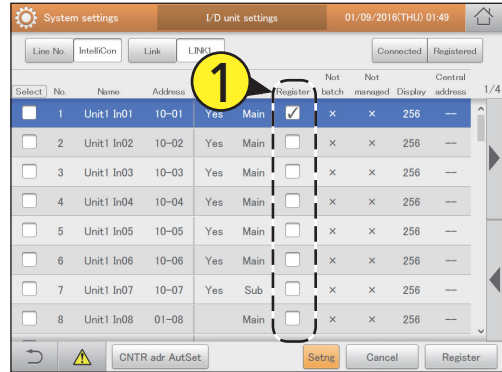 System settings I/D unit settings 01/09/2016(THU) 01:49
Line No. IntelliCon Link LINK1 Connected Registered
1
Select No. Name Address Register Not batch Not managed Display Central address 1/4
1 Unit1 In01 10-01 Yes Main ✓ × × 256 --
2 Unit1 In02 10-02 Yes Main × × 256 --
3 Unit1 In03 10-03 Yes Main × × 256 --
4 Unit1 In04 10-04 Yes Main × × 256 --
5 Unit1 In05 10-05 Yes Main × × 256 --
6 Unit1 In06 10-06 Yes Main × × 256 --
7 Unit1 In07 10-07 Yes Sub × × 256 --
8 Unit1 In08 01-08 Main × × 256 --
CNTR adr AutSet Setng Cancel Register